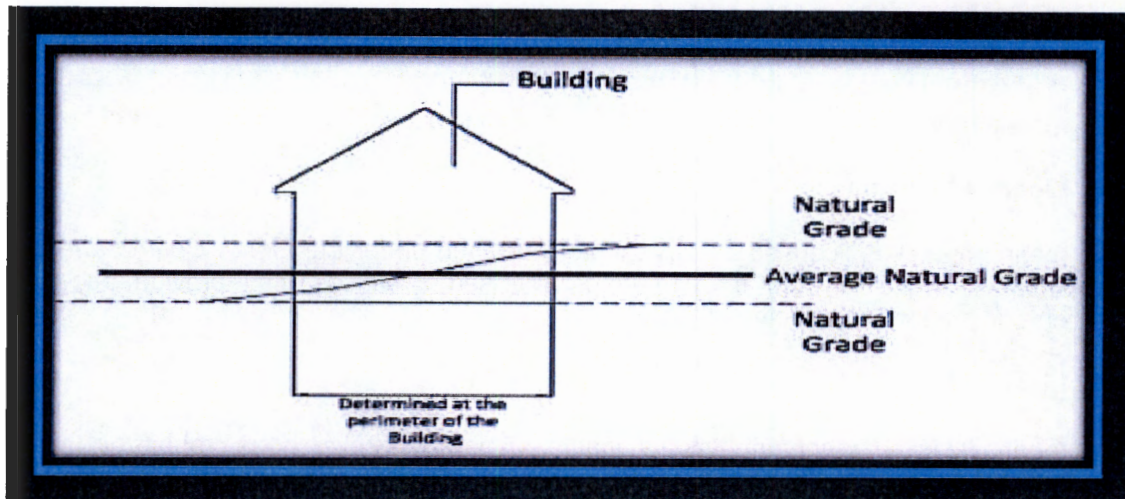 Building
Natural
Grade
Average Natural Grade
Natural
Grade
Determined at the
perimeter of the
Building